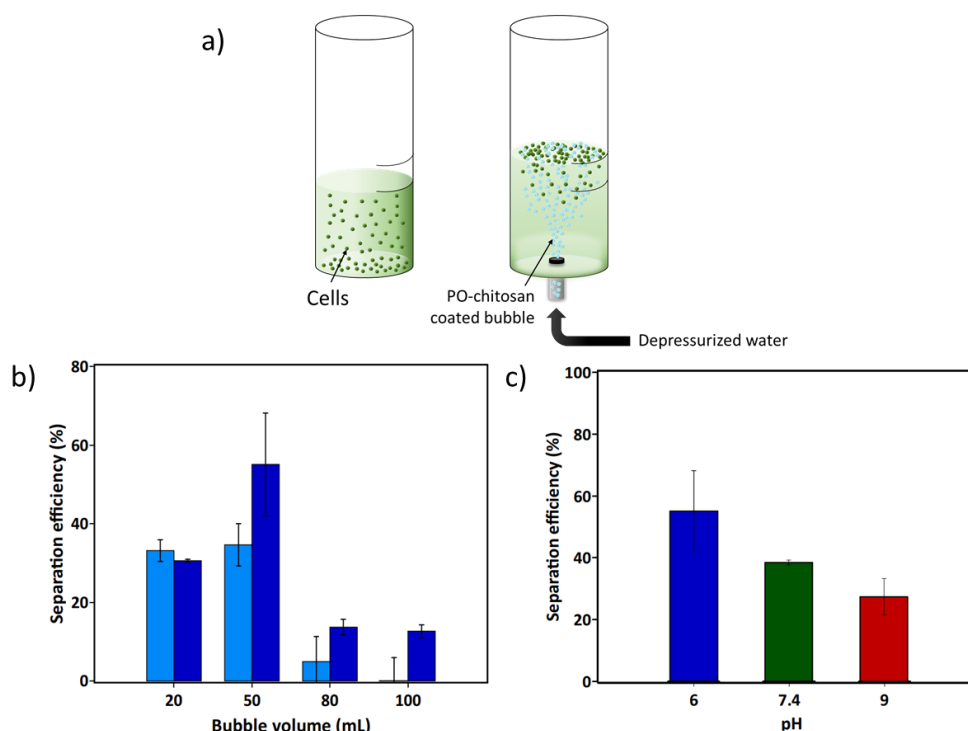 a)
Cells
PO-chitosan
coated bubble
Depressurized water
b)
Separation efficiency (%)
80
60
40
20
0
20 50 80 100
Bubble volume (mL)
c)
Separation efficiency (%)
100
80
60
40
20
0
6 7.4 9
pH